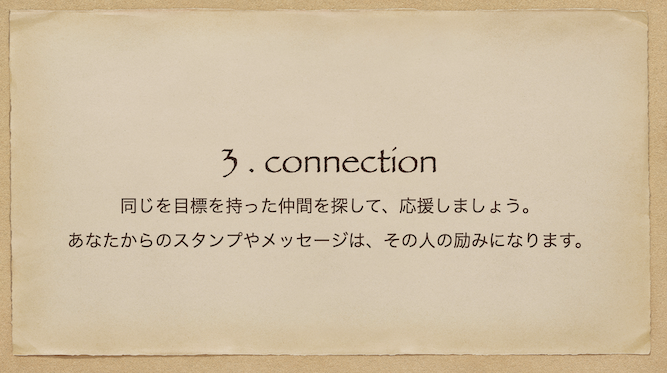 3 . connection
同じを目標を持った仲間を探して、応援しましょう。
あなたからのスタンプやメッセージは、その人の励みになります。